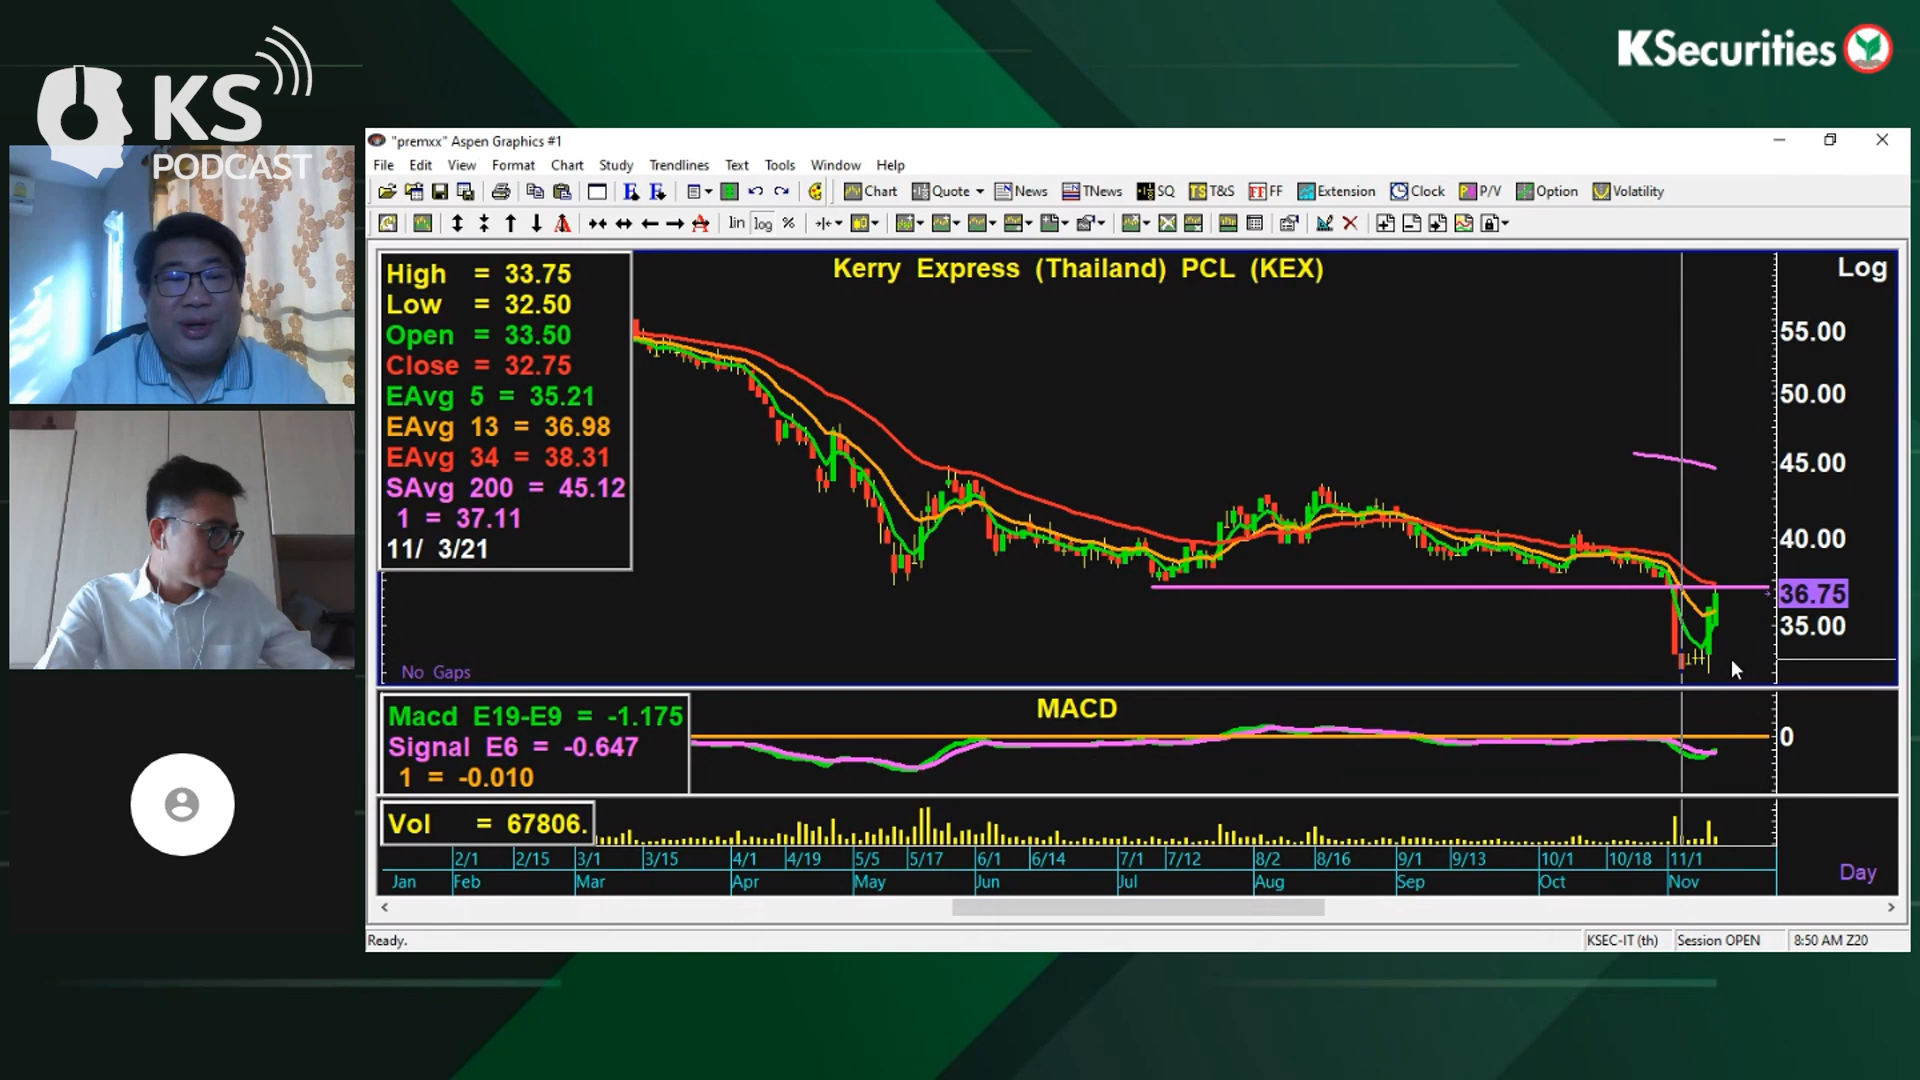 KS
PODCAST
KSecurities
"premxx" Aspen Graphics #1
File Edit View Format Chart Study Trendlines Text Tools Window Help
Chart Quote News TNews SQ TS T&S FF FF Extension Clock P/V Option Volatility
lin log %
Kerry Express (Thailand) PCL (KEX)
Log
High = 33.75
Low = 32.50
Open = 33.50
Close = 32.75
EAvg 5 = 35.21
EAvg 13 = 36.98
EAvg 34 = 38.31
SAvg 200 = 45.12
1 = 37.11
11/ 3/21
55.00
50.00
45.00
40.00
36.75
35.00
No Gaps
MACD
Macd E19-E9 = -1.175
Signal E6 = -0.647
1 = -0.010
0
Vol = 67806.
2/1 2/15 3/1 3/15 4/1 4/19 5/5 5/17 6/1 6/14 7/1 7/12 8/2 8/16 9/1 9/13 10/1 10/18 11/1
Jan Feb Mar Apr May Jun Jul Aug Sep Oct Nov
Day
Ready.
KSEC-IT (th) Session OPEN 8:50 AM Z20